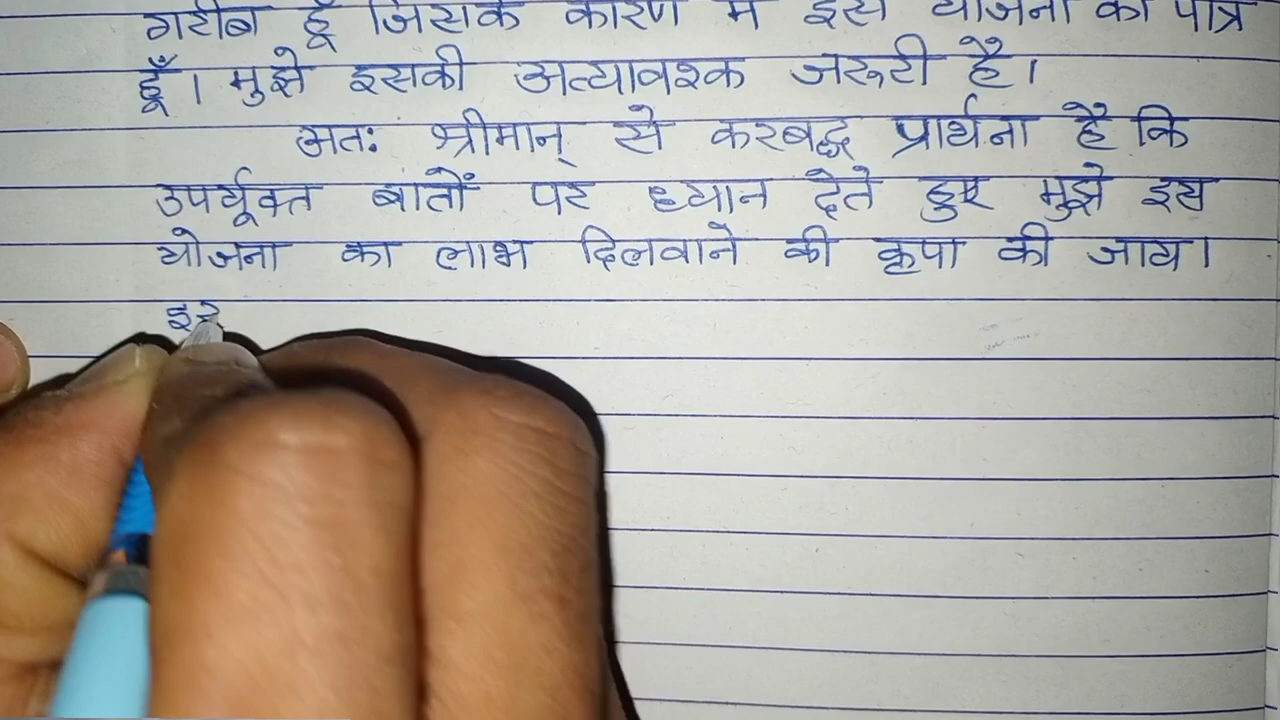 गरीब हूँ जिसके कारण मैं इस योजना का पात्र
हूँ। मुझे इसकी अत्यावश्क जरुरी है।
अतः श्रीमान् से करबद्ध प्रार्थना है कि
उपर्यूक्त बातों पर ध्यान देते हुए मुझे इस
योजना का लाभ दिलवाने की कृपा की जाय।